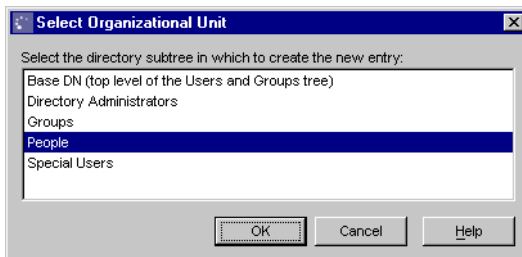 Select Organizational Unit
Select the directory subtree in which to create the new entry:
Base DN (top level of the Users and Groups tree)
Directory Administrators
Groups
People
Special Users
OK Cancel Help